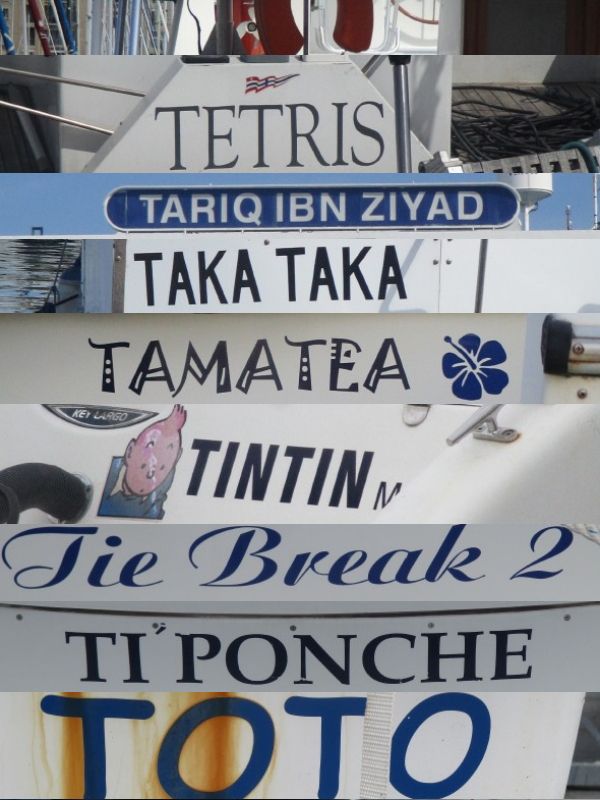 TETRIS
TARIQ IBN ZIYAD
TAKA TAKA
TAMATEA
KEY LARGO
TINTIN M
Tie Break 2
TI´PONCHE
TOTO